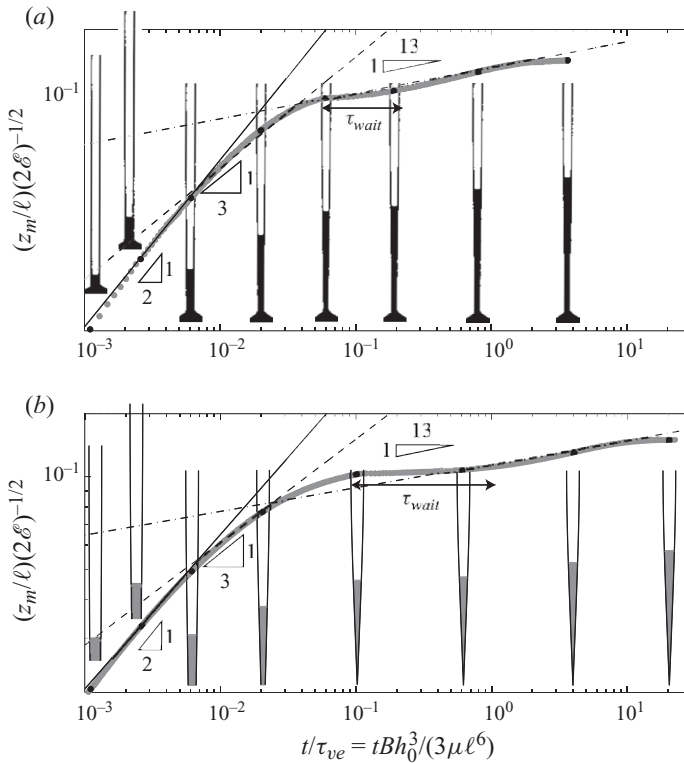 (a)
13
1
10⁻¹
τ_wait
(z_m/ℓ)(2ℰ)^{-1/2}
1
3
1
2
10⁻³ 10⁻² 10⁻¹ 10⁰ 10¹
(b)
13
1
10⁻¹
τ_wait
(z_m/ℓ)(2ℰ)^{-1/2}
1
3
1
2
10⁻³ 10⁻² 10⁻¹ 10⁰ 10¹
t/τ_ve = tBh₀³/(3μℓ⁶)